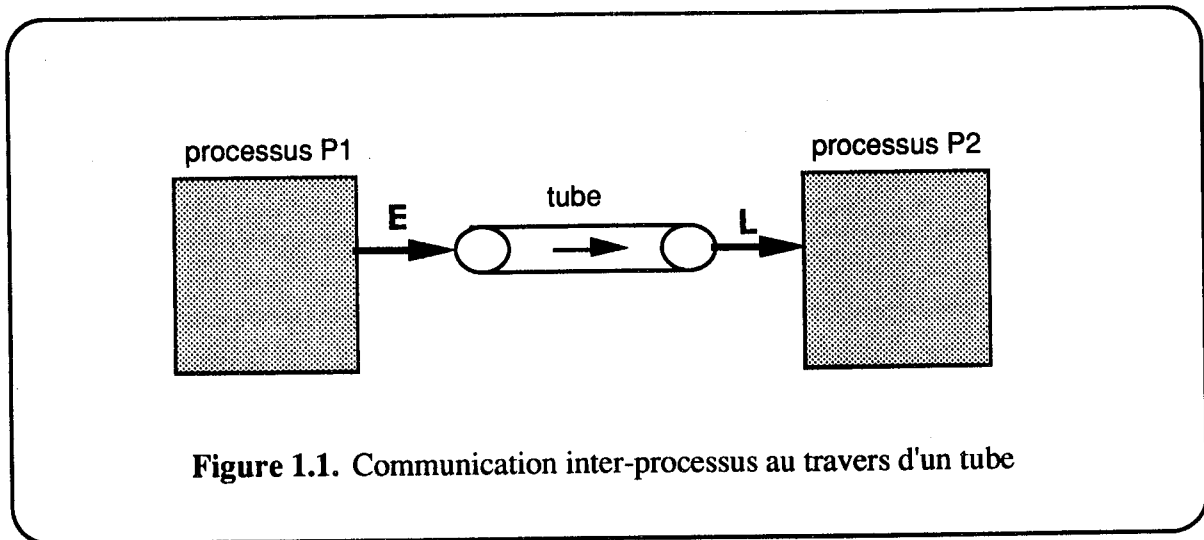 processus P1
processus P2
tube
E
L
Figure 1.1. Communication inter-processus au travers d'un tube